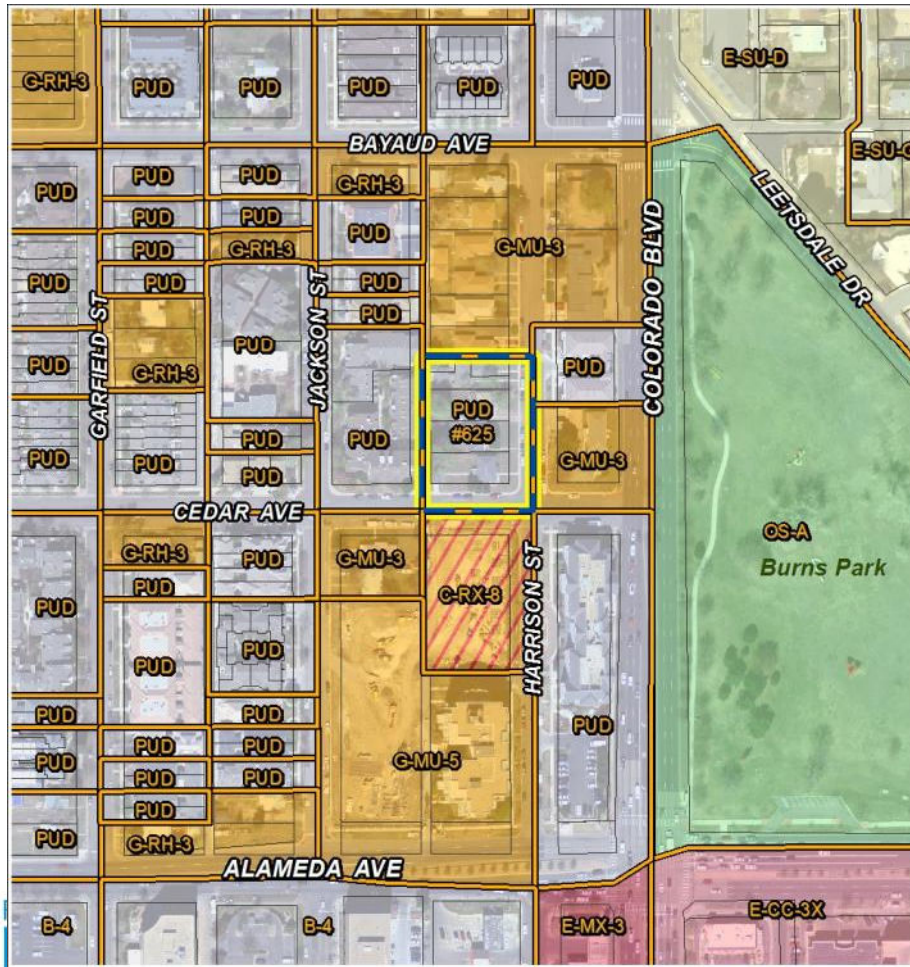 E-SU-D
G-RH-3
PUD
PUD
PUD
PUD
PUD
BAYAUD AVE
E-SU-
PUD
PUD
PUD
G-RH-3
PUD
PUD
PUD
G-MU-3
COLORADO BLVD
LEETSDALE DR
PUD
G-RH-3
PUD
PUD
PUD
PUD
PUD
GARFIELD ST
JACKSON ST
G-RH-3
PUD
PUD
PUD
PUD
PUD
#625
PUD
PUD
PUD
PUD
G-MU-3
CEDAR AVE
G-RH-3
PUD
G-MU-3
OS-A
Burns Park
PUD
PUD
C-RX-8
HARRISON ST
PUD
PUD
PUD
PUD
PUD
PUD
PUD
PUD
G-MU-5
PUD
PUD
PUD
PUD
G-RH-3
ALAMEDA AVE
B-4
B-4
E-MX-3
E-CC-3X